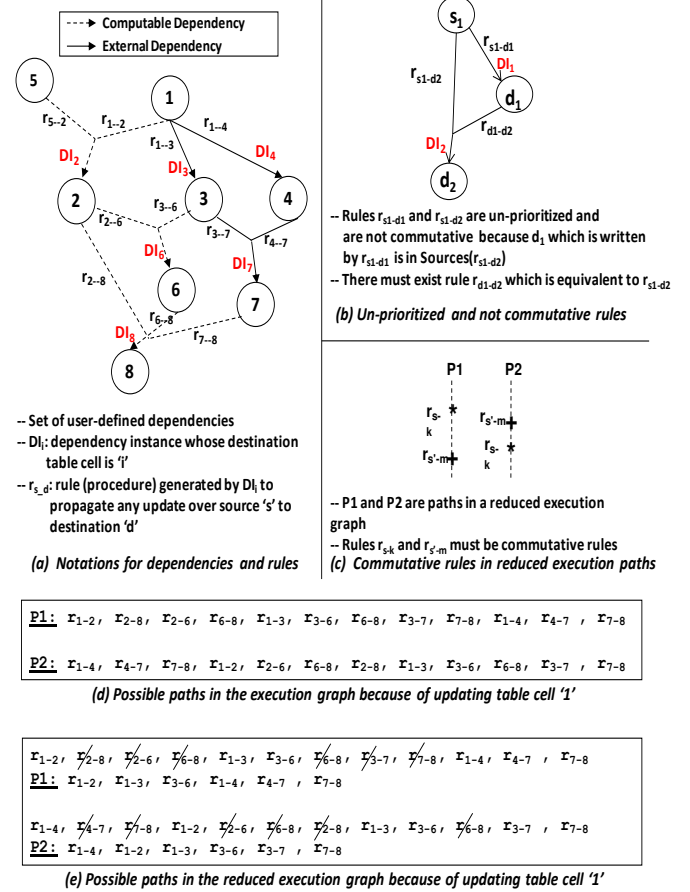 Computable Dependency
External Dependency
5
1
r5--2
r1--2
r1--3
r1--4
DI2
DI3
DI4
2
3
4
r2--6
r3--6
r3--7
r4--7
r2--8
DI6
DI7
6
7
r6--8
r7--8
DI8
8
-- Set of user-defined dependencies
-- DIi: dependency instance whose destination
table cell is 'i'
-- rs_d: rule (procedure) generated by DIi to
propagate any update over source 's' to
destination 'd'
(a) Notations for dependencies and rules
s1
rs1-d1
DI1
rs1-d2
d1
rd1-d2
DI2
d2
-- Rules rs1-d1 and rs1-d2 are un-prioritized and
are not commutative because d1 which is written
by rs1-d1 is in Sources(rs1-d2)
-- There must exist rule rd1-d2 which is equivalent to rs1-d2
(b) Un-prioritized and not commutative rules
P1 P2
rs-k
rs'-m
rs'-m
rs-k
-- P1 and P2 are paths in a reduced execution
graph
-- Rules rs-k and rs'-m must be commutative rules
(c) Commutative rules in reduced execution paths
P1: r1-2, r2-8, r2-6, r6-8, r1-3, r3-6, r6-8, r3-7, r7-8, r1-4, r4-7 , r7-8
P2: r1-4, r4-7, r7-8, r1-2, r2-6, r6-8, r2-8, r1-3, r3-6, r6-8, r3-7 , r7-8
(d) Possible paths in the execution graph because of updating table cell '1'
r1-2, r2-8, r2-6, r6-8, r1-3, r3-6, r6-8, r3-7, r7-8, r1-4, r4-7 , r7-8
P1: r1-2, r1-3, r3-6, r1-4, r4-7 , r7-8
r1-4, r4-7, r7-8, r1-2, r2-6, r6-8, r2-8, r1-3, r3-6, r6-8, r3-7 , r7-8
P2: r1-4, r1-2, r1-3, r3-6, r3-7 , r7-8
(e) Possible paths in the reduced execution graph because of updating table cell '1'